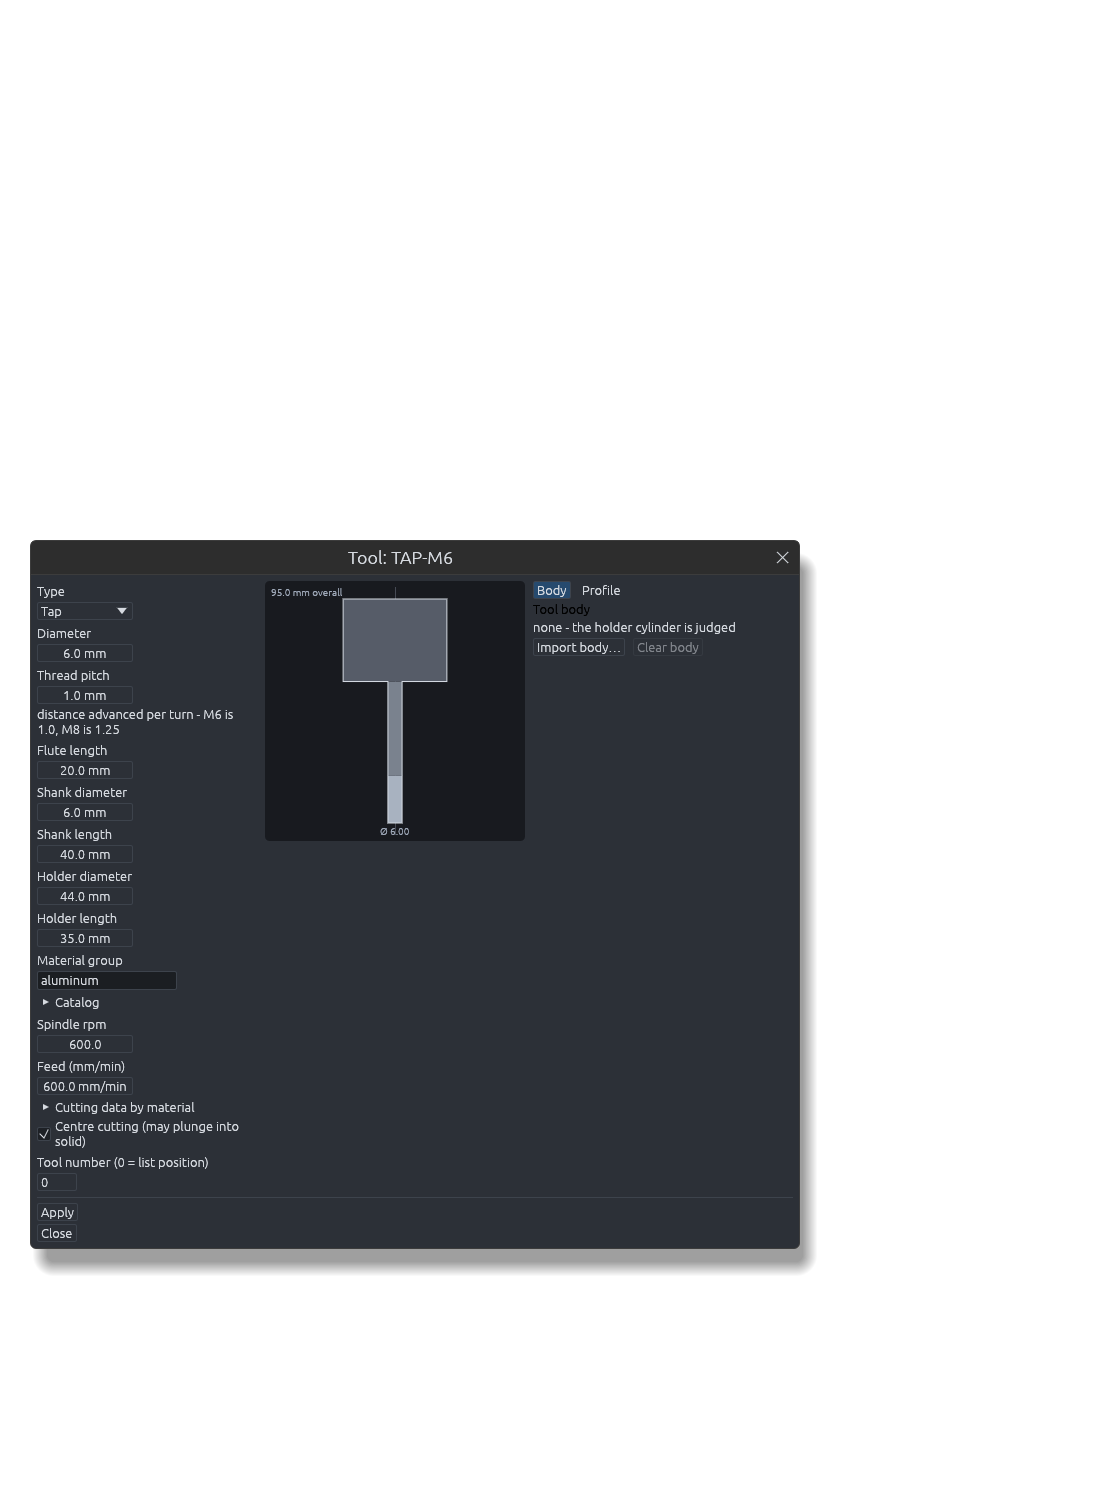 Tool: TAP-M6
Type
Tap
Diameter
6.0 mm
Thread pitch
1.0 mm
distance advanced per turn - M6 is
1.0, M8 is 1.25
Flute length
20.0 mm
Shank diameter
6.0 mm
Shank length
40.0 mm
Holder diameter
44.0 mm
Holder length
35.0 mm
Material group
aluminum
Catalog
Spindle rpm
600.0
Feed (mm/min)
600.0 mm/min
Cutting data by material
Centre cutting (may plunge into
solid)
Tool number (0 = list position)
0
Apply
Close
95.0 mm overall
Ø 6.00
Body Profile
Tool body
none - the holder cylinder is judged
Import body... Clear body